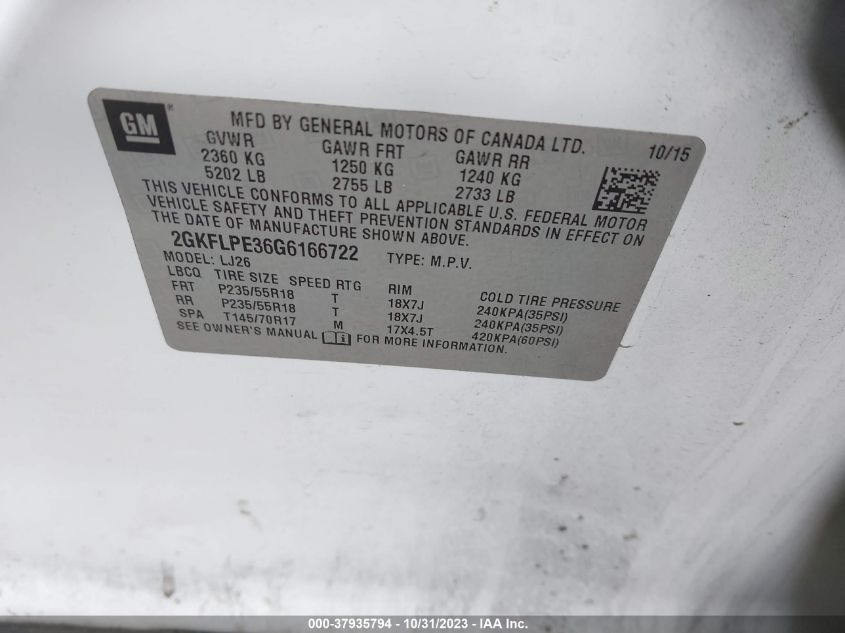 GM ®
MFD BY GENERAL MOTORS OF CANADA LTD. 10/15
GVWR GAWR FRT GAWR RR
2360 KG 1250 KG 1240 KG
5202 LB 2755 LB 2733 LB
THIS VEHICLE CONFORMS TO ALL APPLICABLE U.S. FEDERAL MOTOR
VEHICLE SAFETY AND THEFT PREVENTION STANDARDS IN EFFECT ON
THE DATE OF MANUFACTURE SHOWN ABOVE.
2GKFLPE36G6166722 TYPE: M.P.V.
MODEL: LJ26
LBCQ TIRE SIZE SPEED RTG RIM COLD TIRE PRESSURE
FRT P235/55R18 T 18X7J 240KPA(35PSI)
RR P235/55R18 T 18X7J 240KPA(35PSI)
SPA T145/70R17 M 17X4.5T 420KPA(60PSI)
SEE OWNER'S MANUAL i FOR MORE INFORMATION.
000-37935794 - 10/31/2023 - IAA Inc.